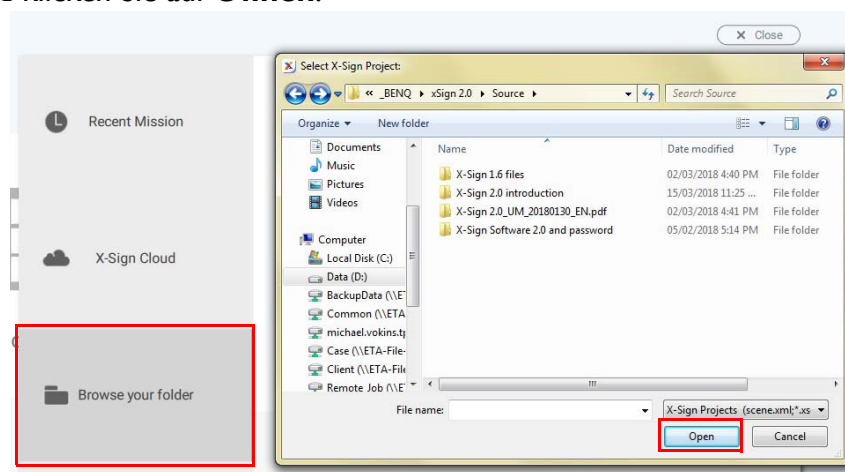 X Close
X Select X-Sign Project:
« _BENQ ▸ xSign 2.0 ▸ Source ▸
Search Source
Recent Mission
Organize ▾ New folder
Documents
Music
Pictures
Videos
Computer
Local Disk (C:)
Data (D:)
BackupData (\\E
Common (\\ETA
michael.vokins.t
Case (\\ETA-File-
Client (\\ETA-File
Remote Job (\\E
Name Date modified Type
X-Sign 1.6 files 02/03/2018 4:40 PM File folder
X-Sign 2.0 introduction 15/03/2018 11:25 ... File folder
X-Sign 2.0_UM_20180130_EN.pdf 02/03/2018 4:41 PM File folder
X-Sign Software 2.0 and password 05/02/2018 5:14 PM File folder
X-Sign Cloud
Browse your folder
File name:
X-Sign Projects (scene.xml;*.xs
Open Cancel